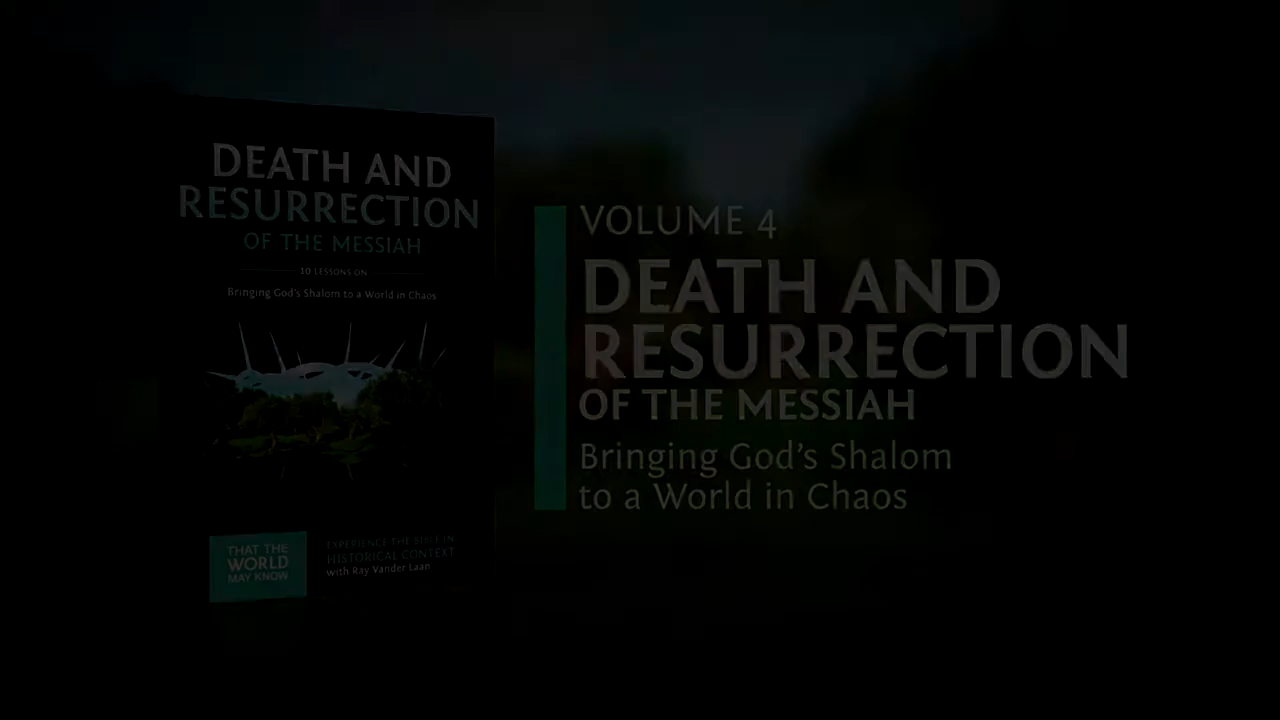 DEATH AND
RESURRECTION
OF THE MESSIAH
10 LESSONS ON
Bringing God's Shalom to a World in Chaos
THAT THE
WORLD
MAY KNOW
EXPERIENCE THE BIBLE IN
HISTORICAL CONTEXT
with Ray Vander Laan
VOLUME 4
DEATH AND
RESURRECTION
OF THE MESSIAH
Bringing God's Shalom
to a World in Chaos